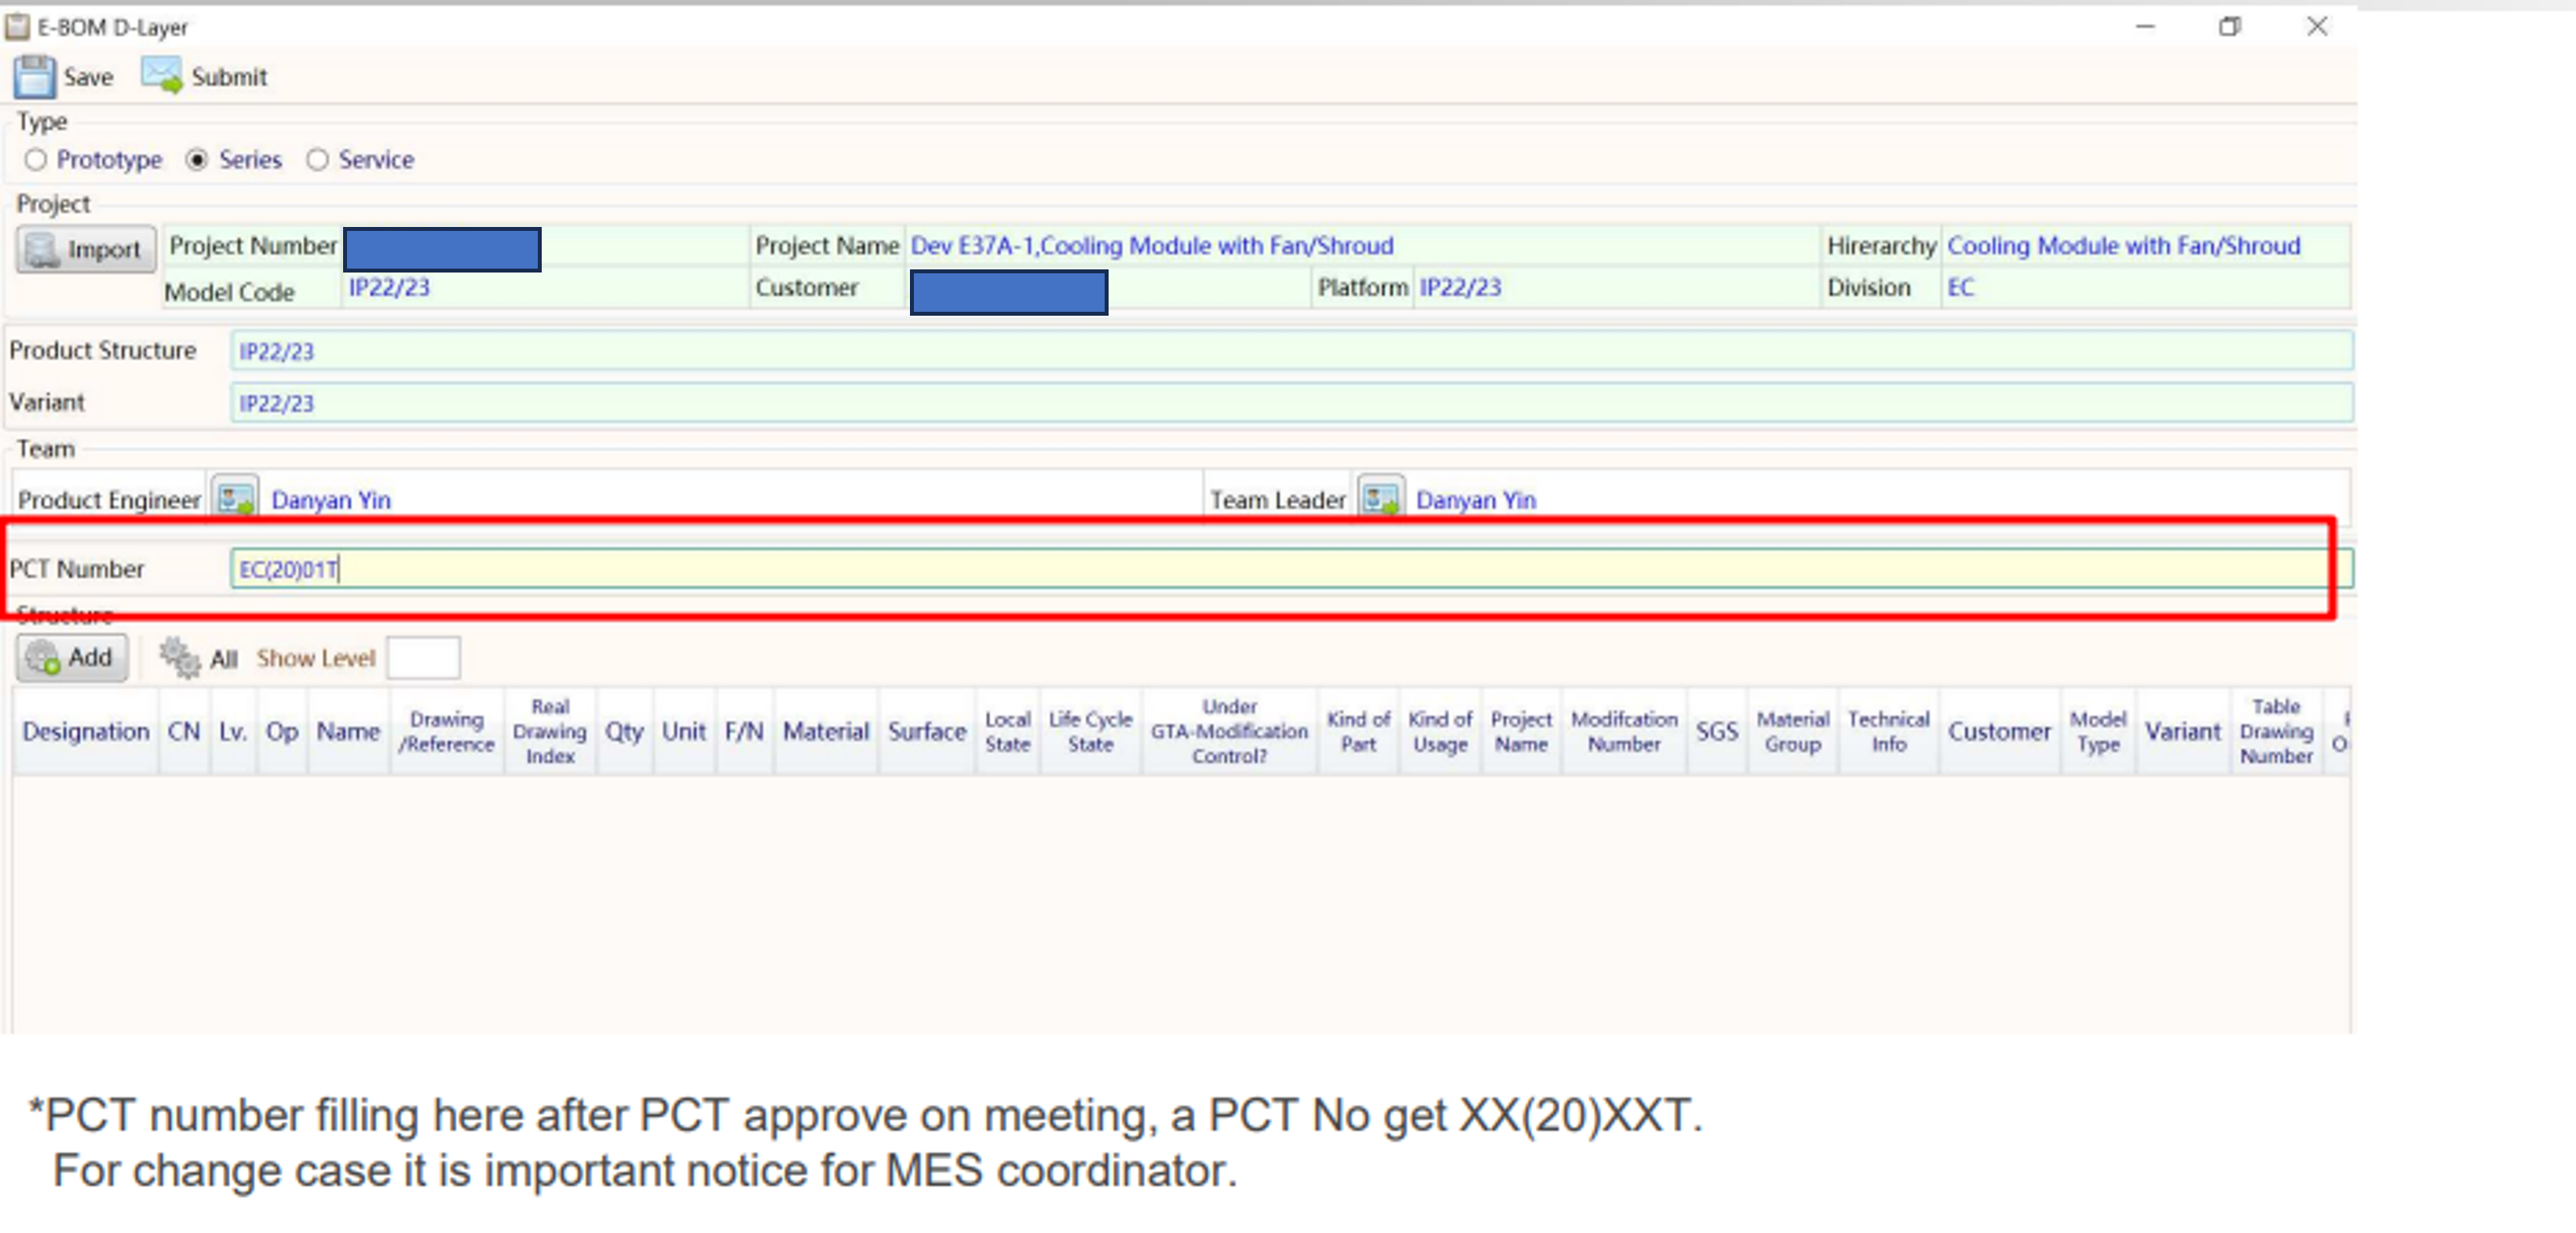 E-BOM D-Layer
Save Submit
Type
Prototype Series Service
Project
Import Project Number Project Name Dev E37A-1,Cooling Module with Fan/Shroud Hirerarchy Cooling Module with Fan/Shroud
Model Code IP22/23 Customer Platform IP22/23 Division EC
Product Structure IP22/23
Variant IP22/23
Team
Product Engineer Danyan Yin Team Leader Danyan Yin
PCT Number EC(20)01T
Structure
Add All Show Level
Designation CN Lv. Op Name Drawing /Reference Real Drawing Index Qty Unit F/N Material Surface Local State Life Cycle State Under GTA-Modification Control? Kind of Part Kind of Usage Project Name Modifcation Number SGS Material Group Technical Info Customer Model Type Variant Table Drawing Number
*PCT number filling here after PCT approve on meeting, a PCT No get XX(20)XXT.
For change case it is important notice for MES coordinator.